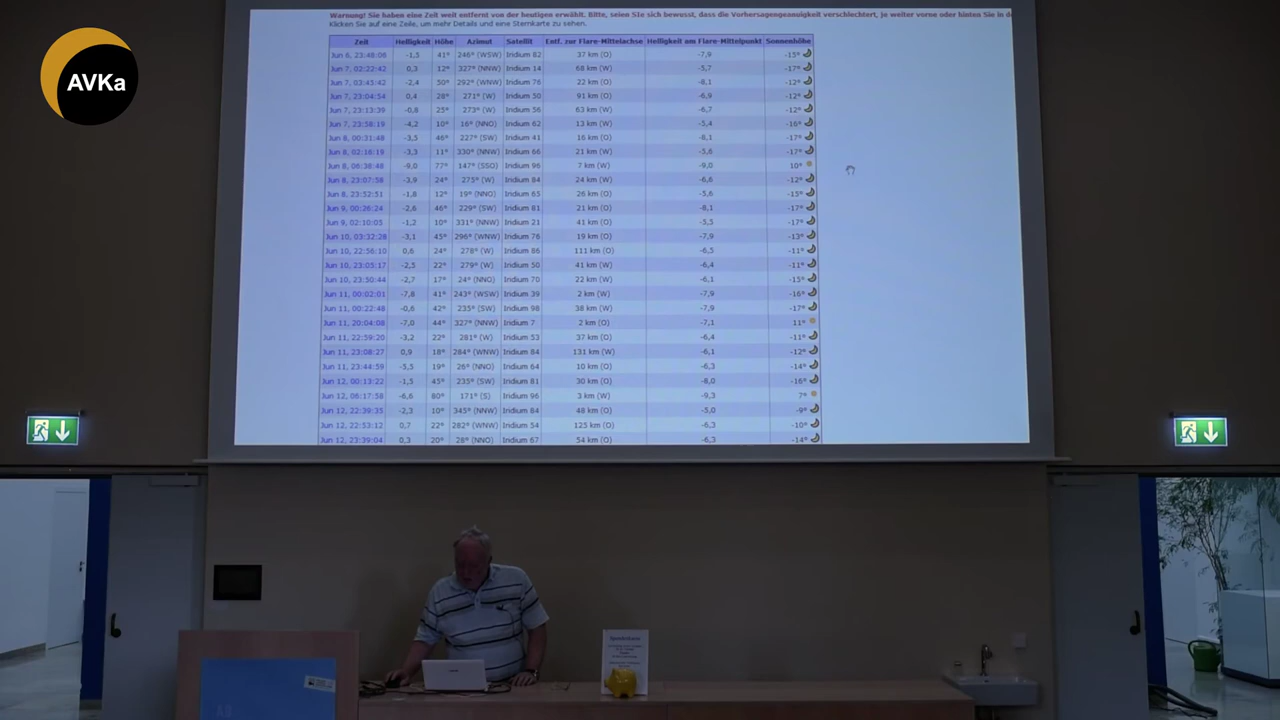 AVKa
Warnung! Sie haben eine Zeit weit entfernt von der heutigen erwählt. Bitte, seien Sie sich bewusst, dass die Vorhersagengenauigkeit verschlechtert, je weiter vorne oder hinten Sie in d
Klicken Sie auf eine Zeile, um mehr Details und eine Sternkarte zu sehen.
Zeit Helligkeit Höhe Azimut Satellit Entf. zur Flare-Mittelachse Helligkeit am Flare-Mittelpunkt Sonnenhöhe
Jun 6, 23:48:06 -1,5 41° 246° (WSW) Iridium 82 37 km (O) -7,9 -15°
Jun 7, 02:22:42 0,3 12° 327° (NNW) Iridium 14 68 km (W) -5,7 -17°
Jun 7, 03:45:42 -2,4 50° 292° (WNW) Iridium 75 22 km (O) -8,1 -12°
Jun 7, 23:04:54 0,4 28° 271° (W) Iridium 50 91 km (O) -6,9 -12°
Jun 7, 23:13:39 -0,8 25° 273° (W) Iridium 56 63 km (W) -6,7 -12°
Jun 7, 23:58:19 -4,2 10° 16° (NNO) Iridium 62 13 km (W) -5,4 -16°
Jun 8, 00:31:48 -3,5 46° 227° (SW) Iridium 41 16 km (O) -8,1 -17°
Jun 8, 02:16:19 -3,3 11° 330° (NNW) Iridium 66 21 km (W) -5,6 -17°
Jun 8, 06:38:48 -9,0 77° 147° (SSO) Iridium 96 7 km (W) -9,0 10°
Jun 8, 23:07:58 -3,9 24° 275° (W) Iridium 84 24 km (W) -6,6 -12°
Jun 8, 23:52:51 -1,8 12° 19° (NNO) Iridium 65 26 km (O) -5,6 -15°
Jun 9, 00:26:24 -2,6 46° 229° (SW) Iridium 81 21 km (O) -8,1 -17°
Jun 9, 02:10:05 -1,2 10° 331° (NNW) Iridium 21 41 km (O) -5,5 -17°
Jun 10, 03:32:28 -3,1 45° 296° (WNW) Iridium 76 19 km (O) -7,9 -13°
Jun 10, 22:56:10 0,6 24° 278° (W) Iridium 86 111 km (O) -6,5 -11°
Jun 10, 23:05:17 -2,5 22° 279° (W) Iridium 50 41 km (W) -6,4 -11°
Jun 10, 23:50:44 -2,7 17° 24° (NNO) Iridium 70 22 km (W) -6,1 -15°
Jun 11, 00:02:01 -7,8 41° 243° (WSW) Iridium 39 2 km (W) -7,9 -16°
Jun 11, 00:22:48 -0,6 42° 235° (SW) Iridium 98 38 km (W) -7,9 -17°
Jun 11, 20:04:08 -7,0 44° 327° (NNW) Iridium 7 2 km (O) -7,1 11°
Jun 11, 22:59:20 -3,2 22° 281° (W) Iridium 53 37 km (O) -6,4 -11°
Jun 11, 23:08:27 0,9 18° 284° (WNW) Iridium 84 131 km (W) -6,1 -12°
Jun 11, 23:44:59 -5,5 19° 26° (NNO) Iridium 64 10 km (O) -6,3 -14°
Jun 12, 00:13:22 -1,5 45° 235° (SW) Iridium 81 30 km (O) -8,0 -16°
Jun 12, 06:17:58 -6,6 80° 171° (S) Iridium 96 3 km (W) -9,3 7°
Jun 12, 22:39:35 -2,3 10° 345° (NNW) Iridium 84 48 km (O) -5,0 -9°
Jun 12, 22:53:12 0,7 22° 282° (WNW) Iridium 54 125 km (O) -6,3 -10°
Jun 12, 23:39:04 0,3 20° 28° (NNO) Iridium 67 54 km (O) -6,3 -14°